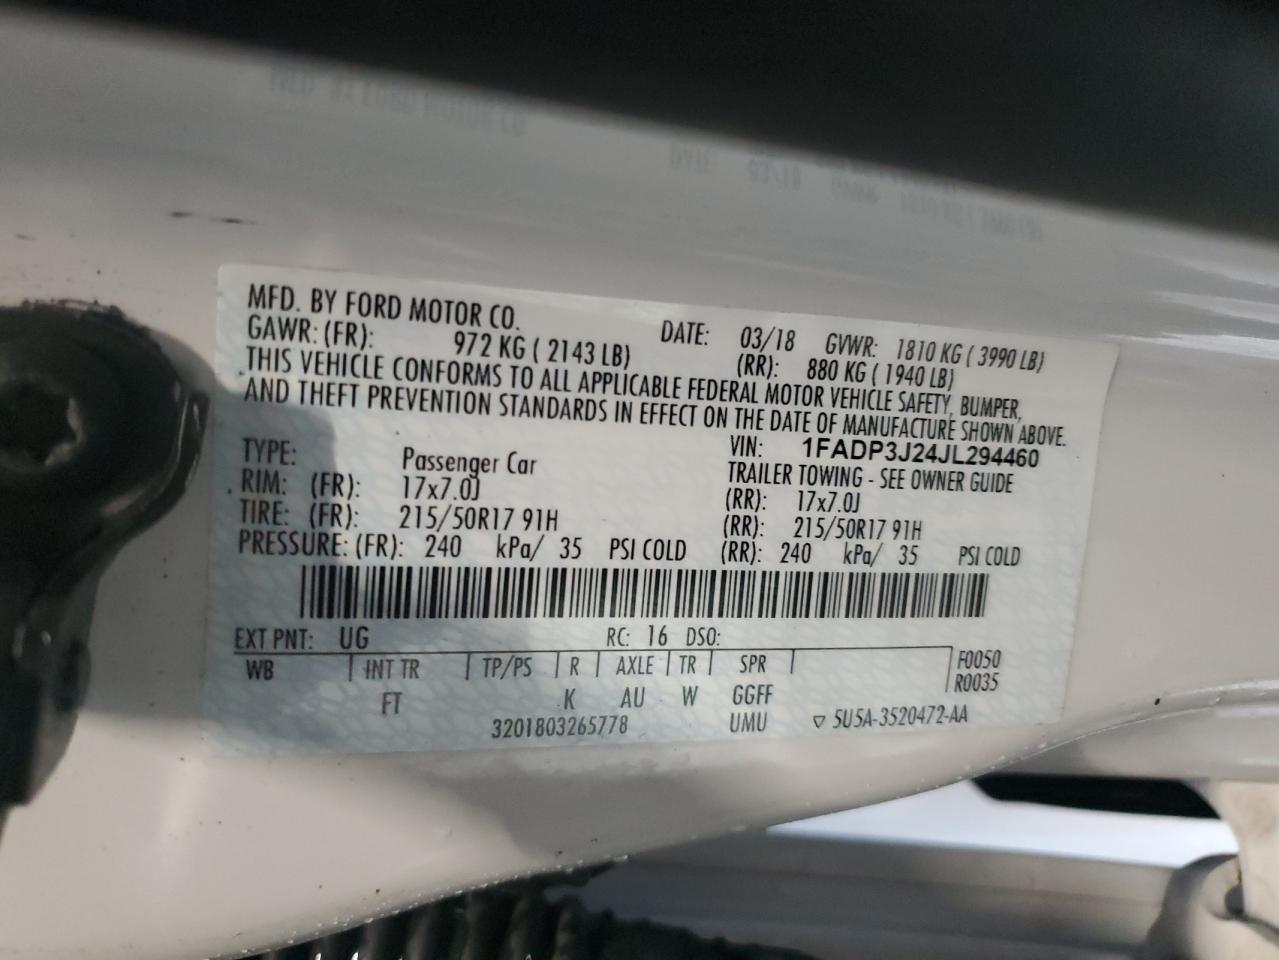 MFD. BY FORD MOTOR CO. DATE: 03/18 GVWR: 1810 KG ( 3990 LB)
GAWR: (FR): 972 KG ( 2143 LB) (RR): 880 KG ( 1940 LB)
THIS VEHICLE CONFORMS TO ALL APPLICABLE FEDERAL MOTOR VEHICLE SAFETY, BUMPER,
AND THEFT PREVENTION STANDARDS IN EFFECT ON THE DATE OF MANUFACTURE SHOWN ABOVE.
VIN: 1FADP3J24JL294460
TYPE: Passenger Car TRAILER TOWING - SEE OWNER GUIDE
RIM: (FR): 17x7.0J (RR): 17x7.0J
TIRE: (FR): 215/50R17 91H (RR): 215/50R17 91H
PRESSURE: (FR): 240 kPa/ 35 PSI COLD (RR): 240 kPa/ 35 PSI COLD
EXT PNT: UG RC: 16 DSO:
WB | INT TR | TP/PS | R | AXLE | TR | SPR | F0050
FT K AU W GGFF R0035
3201803265778 UMU ▽ 5U5A-3520472-AA